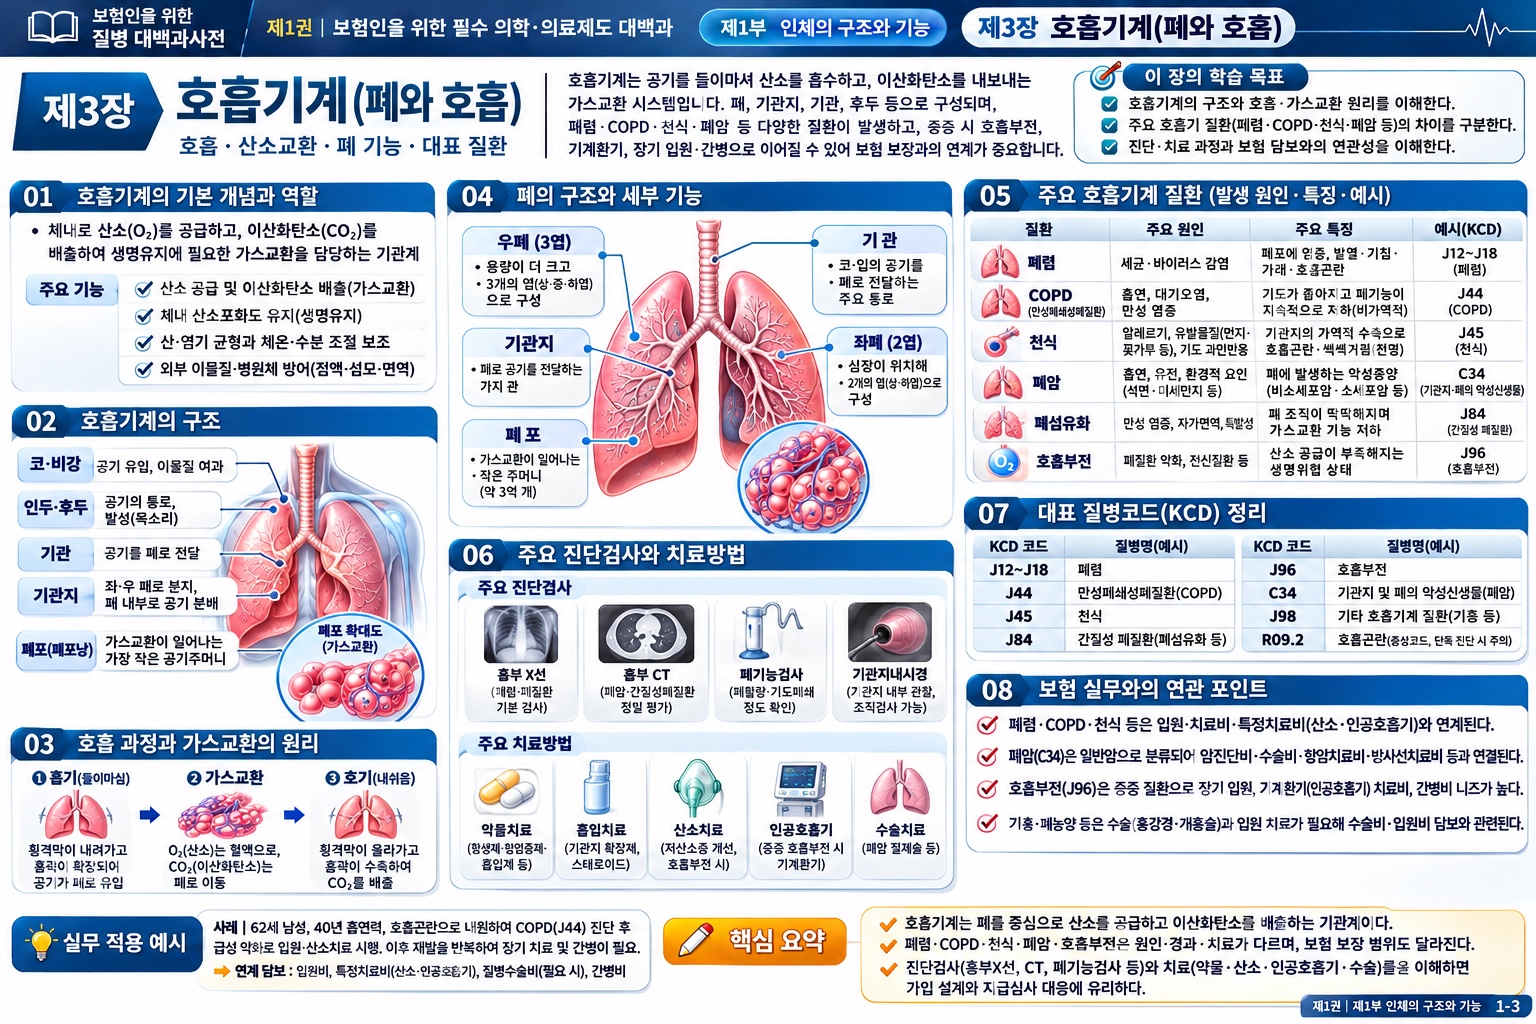 보험인을 위한
질병 대백과사전
제1권 | 보험인을 위한 필수 의학·의료제도 대백과
제1부 인체의 구조와 기능
제3장 호흡기계(폐와 호흡)
제3장
호흡기계(폐와 호흡)
호흡 · 산소교환 · 폐 기능 · 대표 질환
호흡기계는 공기를 들이마셔 산소를 흡수하고, 이산화탄소를 내보내는
가스교환 시스템입니다. 폐, 기관지, 기관, 후두 등으로 구성되며,
폐렴·COPD·천식·폐암 등 다양한 질환이 발생하고, 중증 시 호흡부전,
기계환기, 장기 입원·간병으로 이어질 수 있어 보험 보장과의 연계가 중요합니다.
이 장의 학습 목표
호흡기계의 구조와 호흡·가스교환 원리를 이해한다.
주요 호흡기 질환(폐렴·COPD·천식·폐암 등)의 차이를 구분한다.
진단·치료 과정과 보험 담보와의 연관성을 이해한다.
01 호흡기계의 기본 개념과 역할
• 체내로 산소(O₂)를 공급하고, 이산화탄소(CO₂)를
배출하여 생명유지에 필요한 가스교환을 담당하는 기관계
주요 기능
산소 공급 및 이산화탄소 배출(가스교환)
체내 산소포화도 유지(생명유지)
산·염기 균형과 체온·수분 조절 보조
외부 이물질·병원체 방어(점액·섬모·면역)
02 호흡기계의 구조
코·비강 공기 유입, 이물질 여과
인두·후두 공기의 통로,
발성(목소리)
기관 공기를 폐로 전달
기관지 좌·우 폐로 분지,
폐 내부로 공기 분배
폐포(폐포낭) 가스교환이 일어나는
가장 작은 공기주머니
폐포 확대도
(가스교환)
03 호흡 과정과 가스교환의 원리
❶ 흡기(들이마심)
횡격막이 내려가고
흉곽이 확장되어
공기가 폐로 유입
❷ 가스교환
O₂(산소)는 혈액으로,
CO₂(이산화탄소)는
폐로 이동
❸ 호기(내쉬음)
횡격막이 올라가고
흉곽이 수축하여
CO₂를 배출
04 폐의 구조와 세부 기능
우폐 (3엽)
• 용량이 더 크고
• 3개의 엽(상·중·하엽)
으로 구성
기관지
• 폐로 공기를 전달하는
가지 관
폐 포
• 가스교환이 일어나는
• 작은 주머니
(약 3억 개)
기 관
• 코·입의 공기를
• 폐로 전달하는
주요 통로
좌폐 (2엽)
• 심장이 위치해
• 2개의 엽(상·하엽)으로
구성
05 주요 호흡기계 질환 (발생 원인·특징·예시)
질환 주요 원인 주요 특징 예시(KCD)
폐렴 세균·바이러스 감염 폐포에 염증, 발열·기침·
가래·호흡곤란 J12~J18
(폐렴)
COPD
(만성폐쇄성폐질환) 흡연, 대기오염,
만성 염증 기도가 좁아지고 폐기능이
지속적으로 저하(비가역적) J44
(COPD)
천식 알레르기, 유발물질(먼지·
꽃가루 등), 기도 과민반응 기관지의 가역적 수축으로
호흡곤란·쌕쌕거림(천명) J45
(천식)
폐암 흡연, 유전, 환경적 요인
(석면·미세먼지 등) 폐에 발생하는 악성종양
(비소세포암·소세포암 등) C34
(기관지·폐의 악성신생물)
폐섬유화 만성 염증, 자가면역, 특발성 폐 조직이 딱딱해지며
가스교환 기능 저하 J84
(간질성 폐질환)
O₂
호흡부전 폐질환 악화, 전신질환 등 산소 공급이 부족해지는
생명위협 상태 J96
(호흡부전)
06 주요 진단검사와 치료방법
주요 진단검사
흉부 X선
(폐렴·폐질환
기본 검사)
흉부 CT
(폐암·간질성폐질환
정밀 평가)
폐기능검사
(폐활량·기도폐쇄
정도 확인)
기관지내시경
(기관지 내부 관찰,
조직검사 가능)
주요 치료방법
약물치료
(항생제·항염증제·
흡입제 등)
흡입치료
(기관지 확장제,
스테로이드)
산소치료
(저산소증 개선,
호흡부전 시)
인공호흡기
(중증 호흡부전 시
기계환기)
수술치료
(폐암 절제술 등)
07 대표 질병코드(KCD) 정리
KCD 코드 질병명(예시) KCD 코드 질병명(예시)
J12~J18 폐렴 J96 호흡부전
J44 만성폐쇄성폐질환(COPD) C34 기관지 및 폐의 악성신생물(폐암)
J45 천식 J98 기타 호흡기계 질환(기흉 등)
J84 간질성 폐질환(폐섬유화 등) R09.2 호흡곤란(증상코드, 단독 진단 시 주의)
08 보험 실무와의 연관 포인트
폐렴·COPD·천식 등은 입원·치료비·특정치료비(산소·인공호흡기)와 연계된다.
폐암(C34)은 일반암으로 분류되어 암진단비·수술비·항암치료비·방사선치료비 등과 연결된다.
호흡부전(J96)은 중증 질환으로 장기 입원, 기계환기(인공호흡기) 치료비, 간병비 니즈가 높다.
기흉·폐농양 등은 수술(흉강경·개흉술)과 입원 치료가 필요해 수술비·입원비 담보와 관련된다.
실무 적용 예시
사례 | 62세 남성, 40년 흡연력, 호흡곤란으로 내원하여 COPD(J44) 진단 후
급성 악화로 입원·산소치료 시행, 이후 재발을 반복하여 장기 치료 및 간병이 필요.
➡ 연계 담보 : 입원비, 특정치료비(산소·인공호흡기), 질병수술비(필요 시), 간병비
핵심 요약
호흡기계는 폐를 중심으로 산소를 공급하고 이산화탄소를 배출하는 기관계이다.
폐렴·COPD·천식·폐암·호흡부전은 원인·경과·치료가 다르며, 보험 보장 범위도 달라진다.
진단검사(흉부X선, CT, 폐기능검사 등)와 치료(약물·산소·인공호흡기·수술)를을 이해하면
가입 설계와 지급심사 대응에 유리하다.
제1권 | 제1부 인체의 구조와 기능 1-3